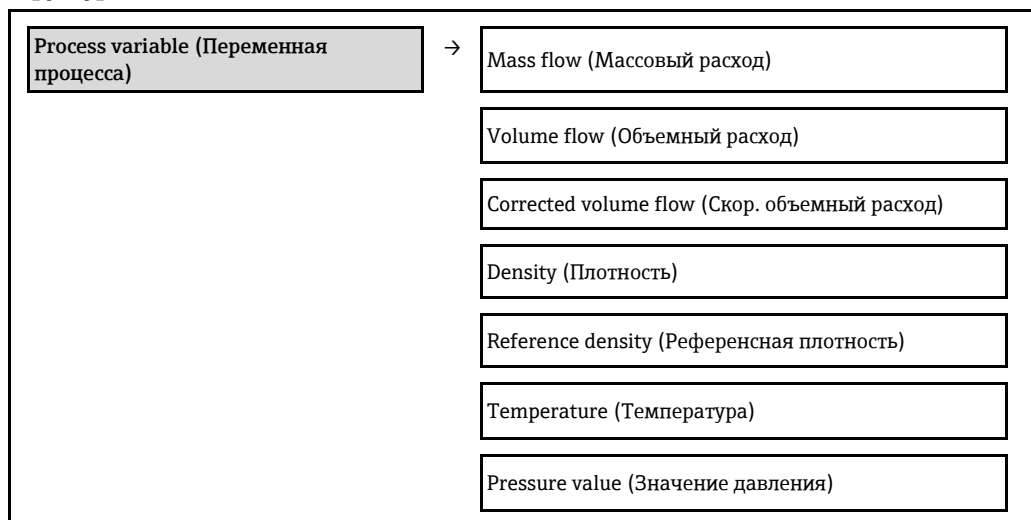 Process variable (Переменная
процесса)
→
Mass flow (Массовый расход)
Volume flow (Объемный расход)
Corrected volume flow (Скор. объемный расход)
Density (Плотность)
Reference density (Референсная плотность)
Temperature (Температура)
Pressure value (Значение давления)